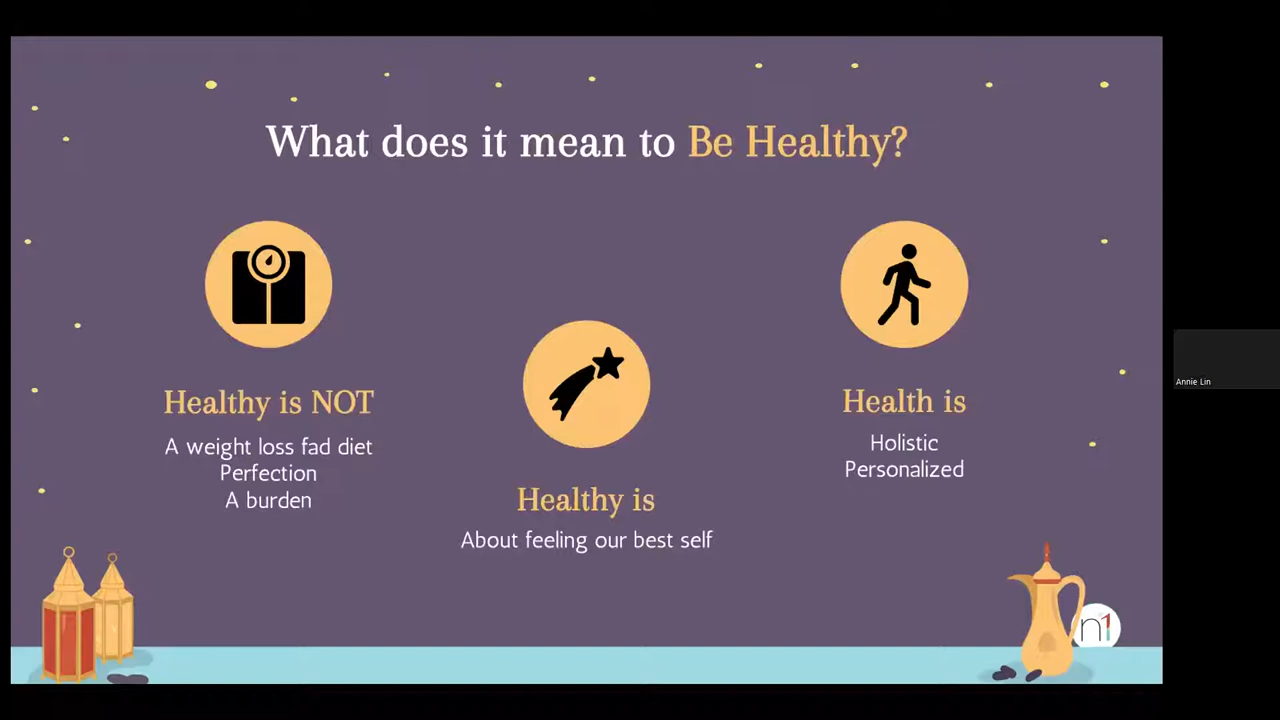 What does it mean to Be Healthy?
Healthy is NOT
A weight loss fad diet
Perfection
A burden
Healthy is
About feeling our best self
Health is
Holistic
Personalized
n1
Annie Lin